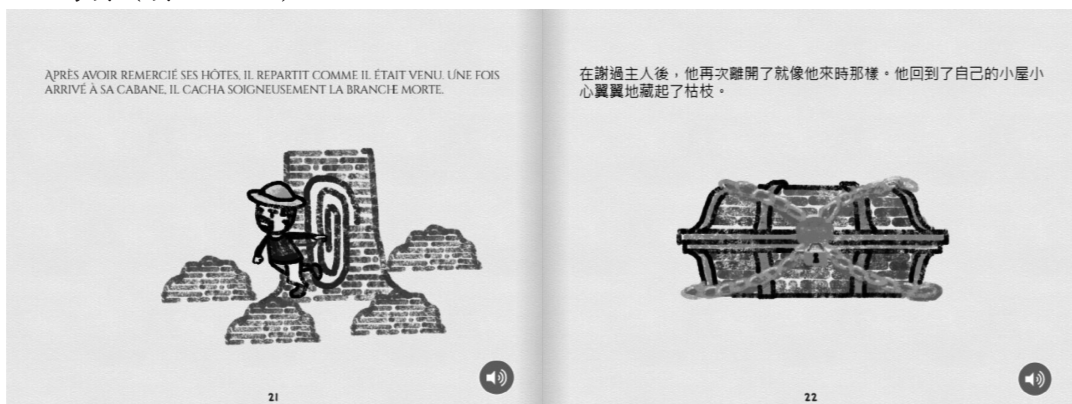 APRÈS AVOIR REMERCIÉ SES HÔTES, IL REPARTIT COMME IL ÉTAIT VENU. UNE FOIS
ARRIVÉ À SA CABANE, IL CACHA SOIGNEUSEMENT LA BRANCHE MORTE.
21
在謝過主人後，他再次離開了就像他來時那樣。他回到了自己的小屋小
心翼翼地藏起了枯枝。
22